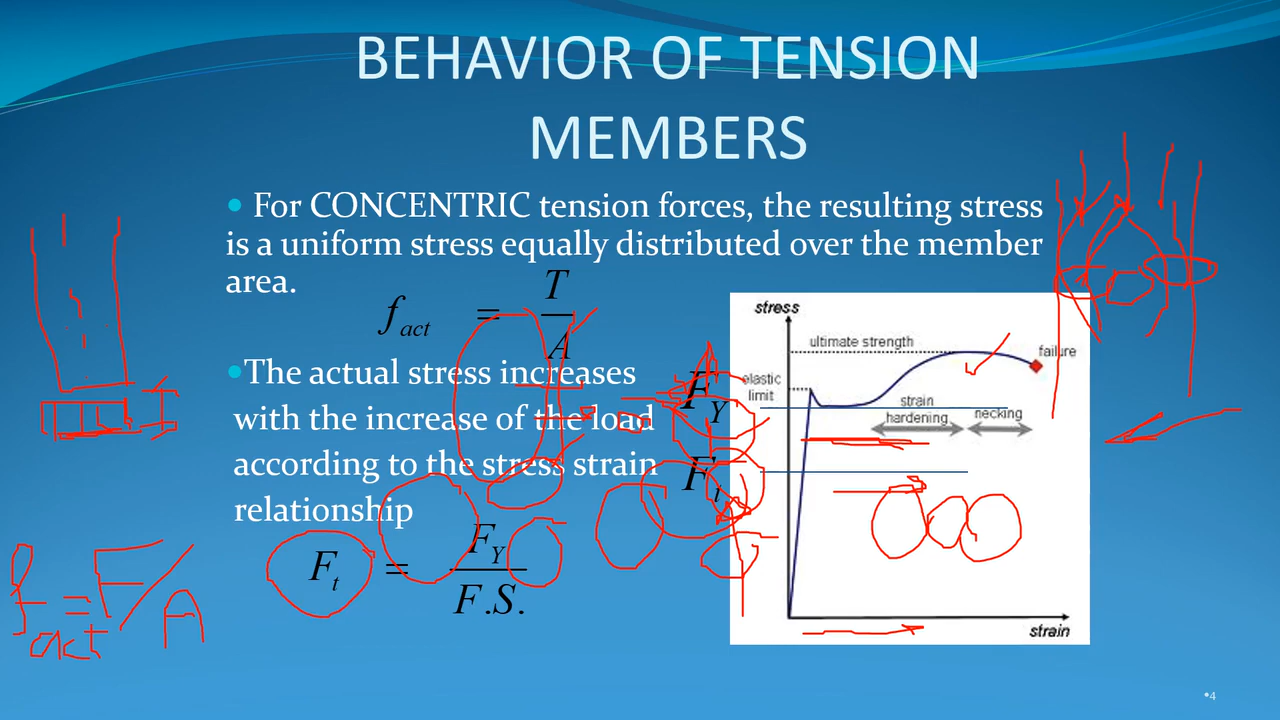 BEHAVIOR OF TENSION
MEMBERS
• For CONCENTRIC tension forces, the resulting stress
is a uniform stress equally distributed over the member
area.
f_act = T/A
•The actual stress increases
with the increase of the load
according to the stress strain
relationship
F_t = F_Y/F.S.
f_act = F/A
F_Y
F_t
stress
ultimate strength
failure
elastic
limit
strain
hardening
necking
strain
•4